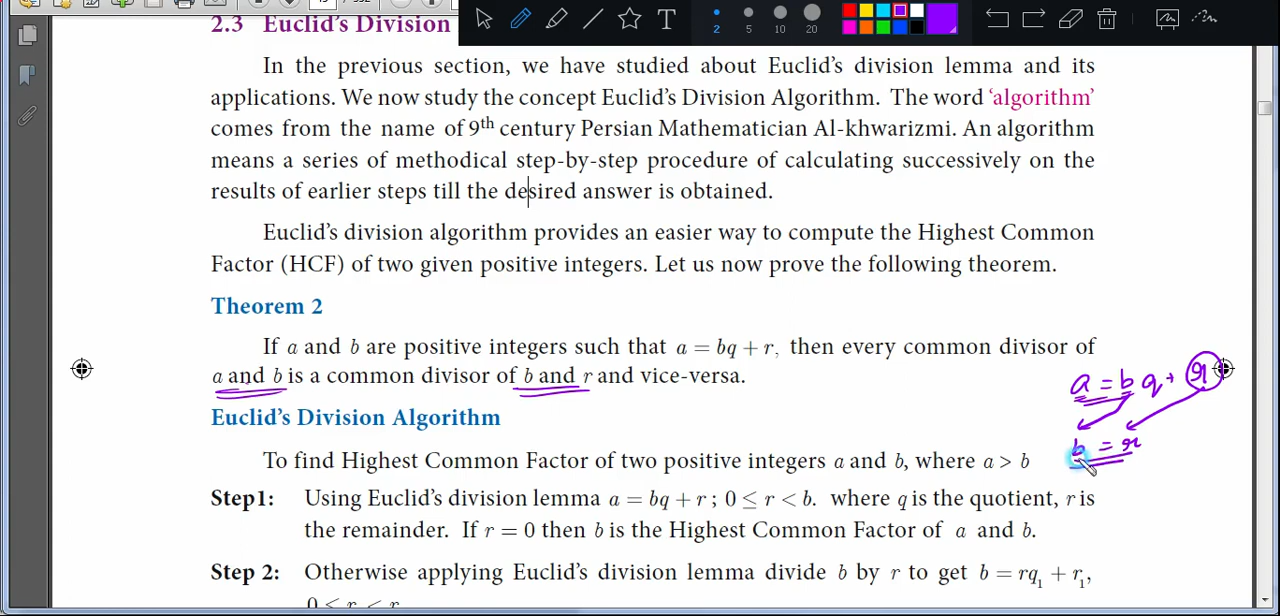 2.3 Euclid's Division
2
5
10
20
In the previous section, we have studied about Euclid's division lemma and its
applications. We now study the concept Euclid's Division Algorithm. The word 'algorithm'
comes from the name of 9th century Persian Mathematician Al-khwarizmi. An algorithm
means a series of methodical step-by-step procedure of calculating successively on the
results of earlier steps till the desired answer is obtained.
Euclid's division algorithm provides an easier way to compute the Highest Common
Factor (HCF) of two given positive integers. Let us now prove the following theorem.
Theorem 2
If a and b are positive integers such that a = bq + r, then every common divisor of
a and b is a common divisor of b and r and vice-versa.
a = b q + r
b = r
Euclid's Division Algorithm
To find Highest Common Factor of two positive integers a and b, where a > b
Step1: Using Euclid's division lemma a = bq + r ; 0 ≤ r < b. where q is the quotient, r is
the remainder. If r = 0 then b is the Highest Common Factor of a and b.
Step 2: Otherwise applying Euclid's division lemma divide b by r to get b = rq₁ + r₁,